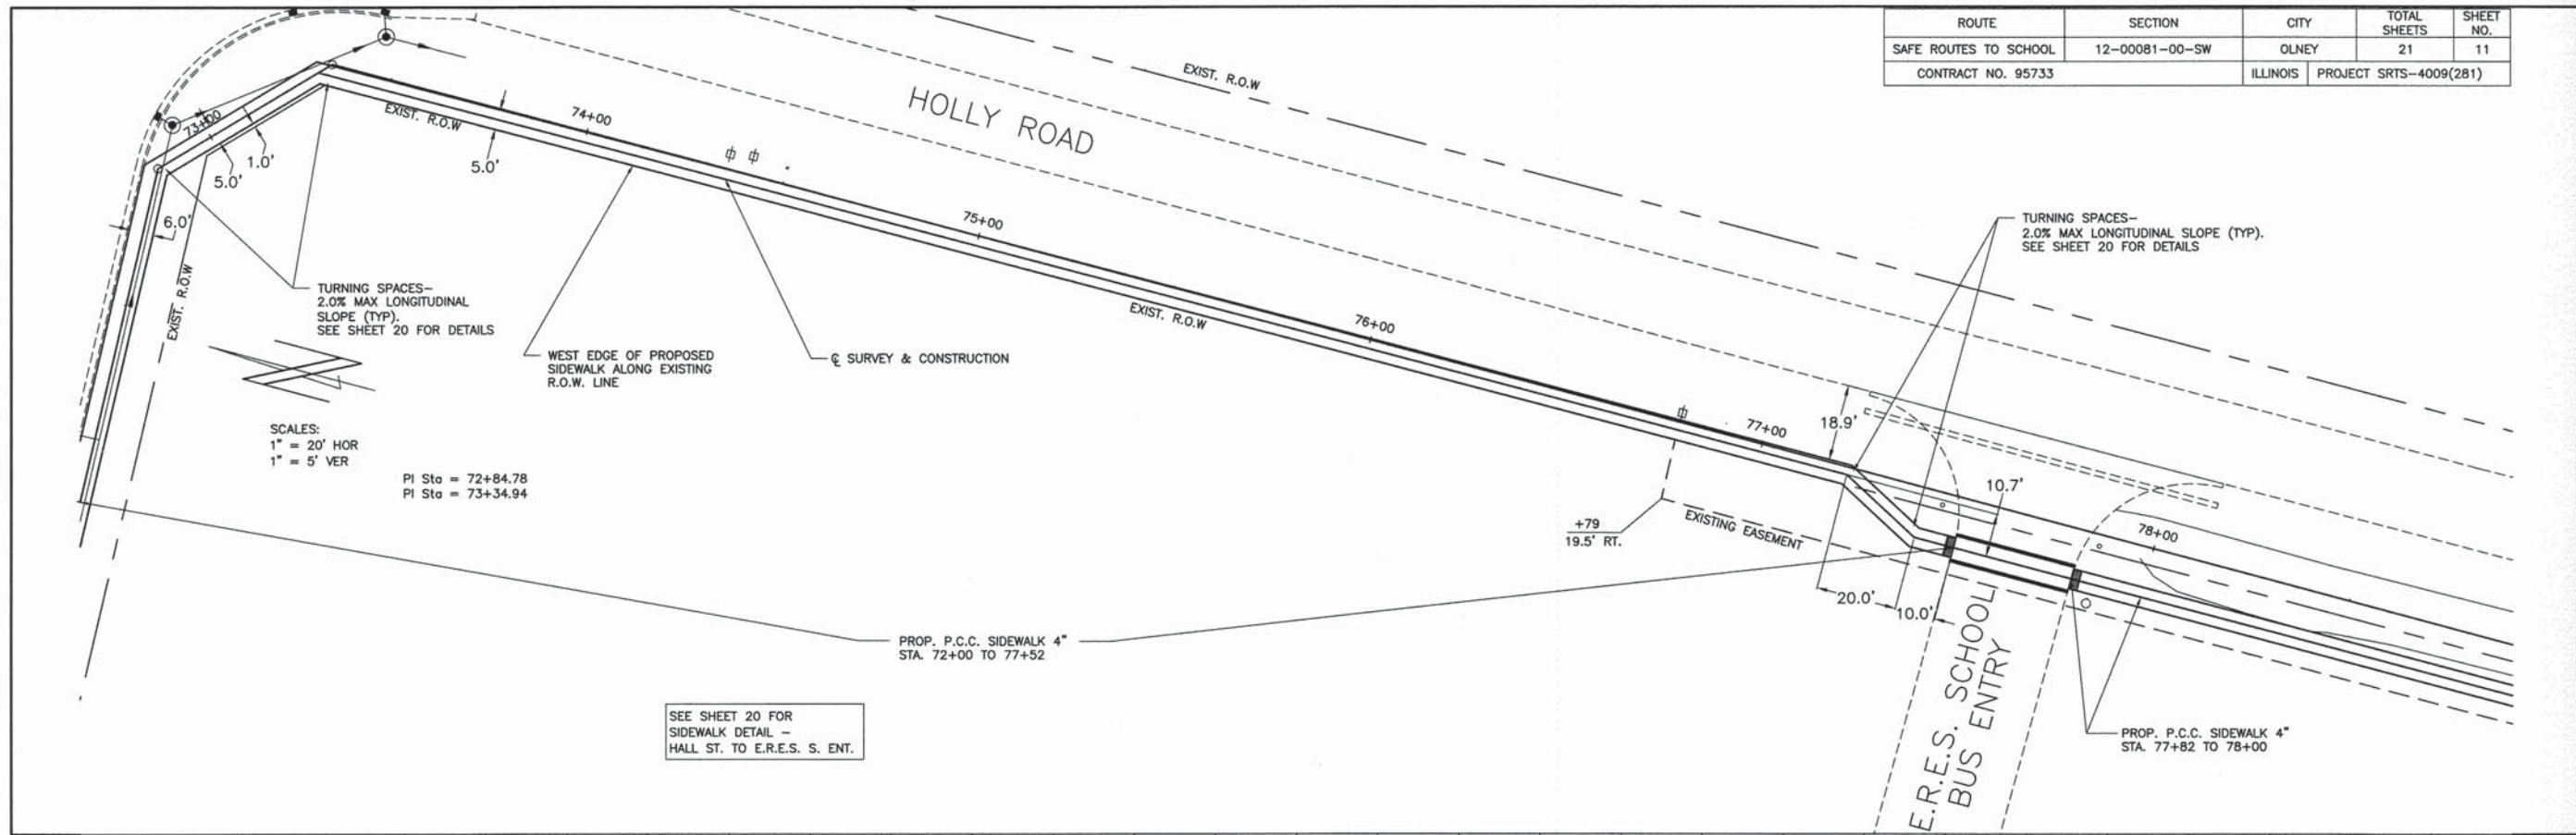 ROUTE SECTION CITY TOTAL SHEETS SHEET NO.
SAFE ROUTES TO SCHOOL 12-00081-00-SW OLNEY 21 11
CONTRACT NO. 95733 ILLINOIS PROJECT SRTS-4009(281)
EXIST. R.O.W
HOLLY ROAD
73+00
EXIST. R.O.W
74+00
1.0'
5.0'
5.0'
6.0'
EXIST. R.O.W
75+00
TURNING SPACES-
2.0% MAX LONGITUDINAL
SLOPE (TYP).
SEE SHEET 20 FOR DETAILS
WEST EDGE OF PROPOSED
SIDEWALK ALONG EXISTING
R.O.W. LINE
℄ SURVEY & CONSTRUCTION
EXIST. R.O.W
76+00
TURNING SPACES-
2.0% MAX LONGITUDINAL SLOPE (TYP).
SEE SHEET 20 FOR DETAILS
SCALES:
1" = 20' HOR
1" = 5' VER
PI Sta = 72+84.78
PI Sta = 73+34.94
77+00
18.9'
10.7'
78+00
+79
19.5' RT.
EXISTING EASEMENT
20.0'
10.0'
PROP. P.C.C. SIDEWALK 4"
STA. 72+00 TO 77+52
E.R.E.S. SCHOOL
BUS ENTRY
SEE SHEET 20 FOR
SIDEWALK DETAIL -
HALL ST. TO E.R.E.S. S. ENT.
PROP. P.C.C. SIDEWALK 4"
STA. 77+82 TO 78+00